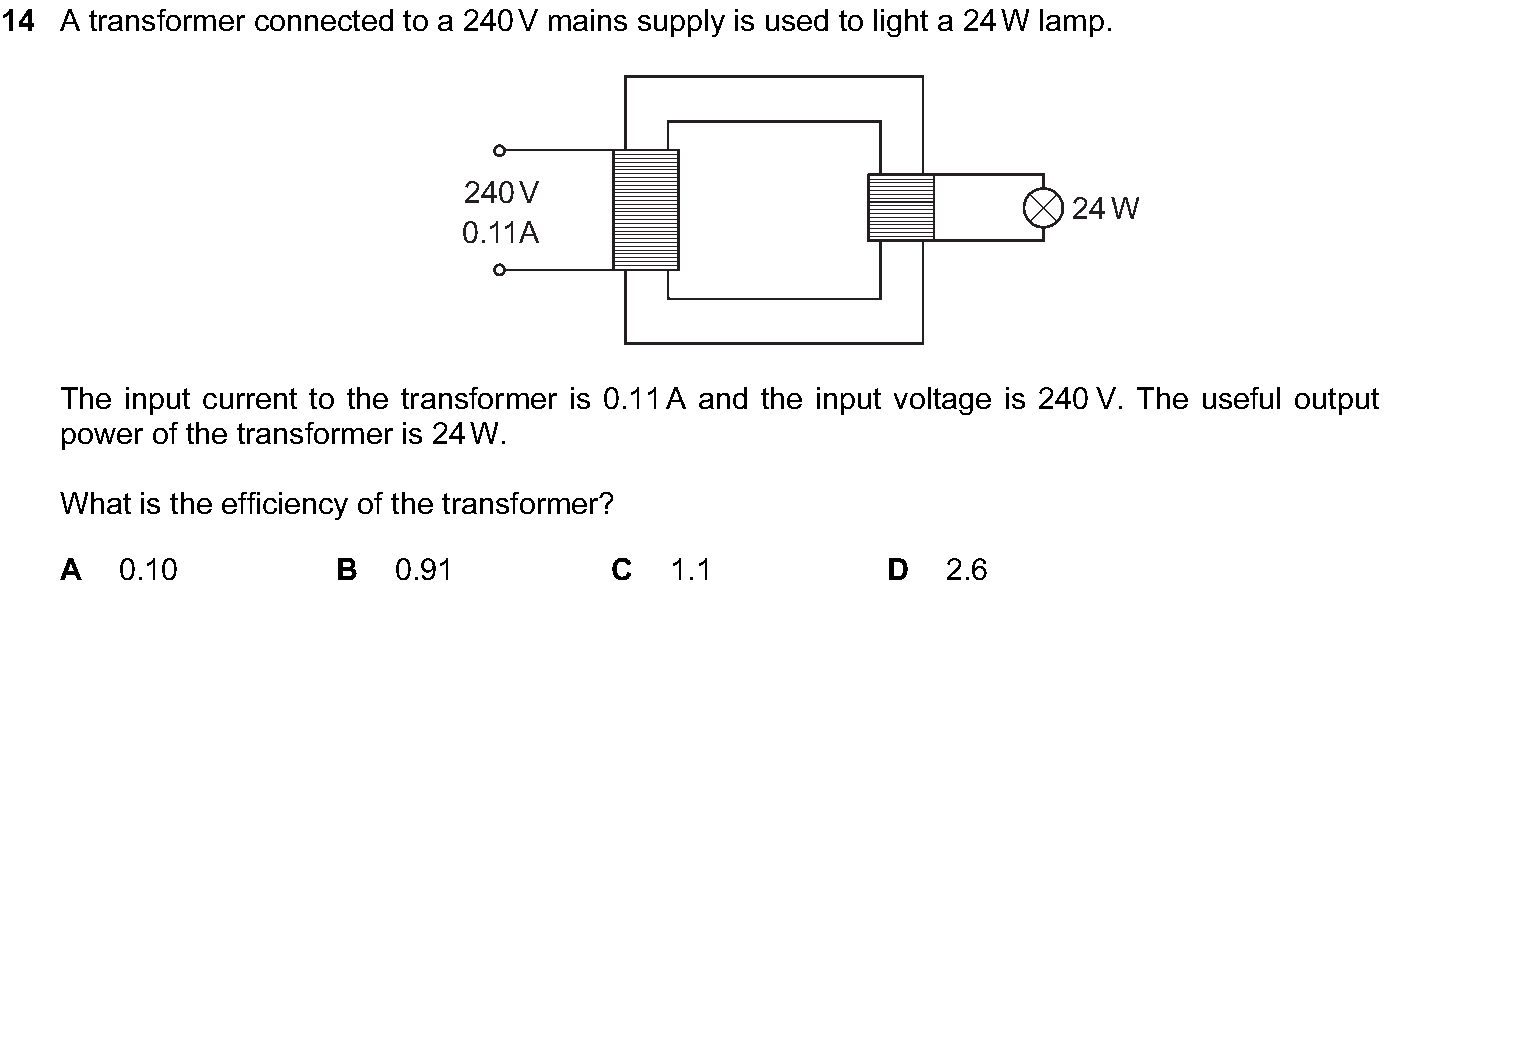 14 A transformer connected to a 240 V mains supply is used to light a 24 W lamp.
240 V
0.11 A
24 W
The input current to the transformer is 0.11 A and the input voltage is 240 V. The useful output
power of the transformer is 24 W.
What is the efficiency of the transformer?
A 0.10 B 0.91 C 1.1 D 2.6